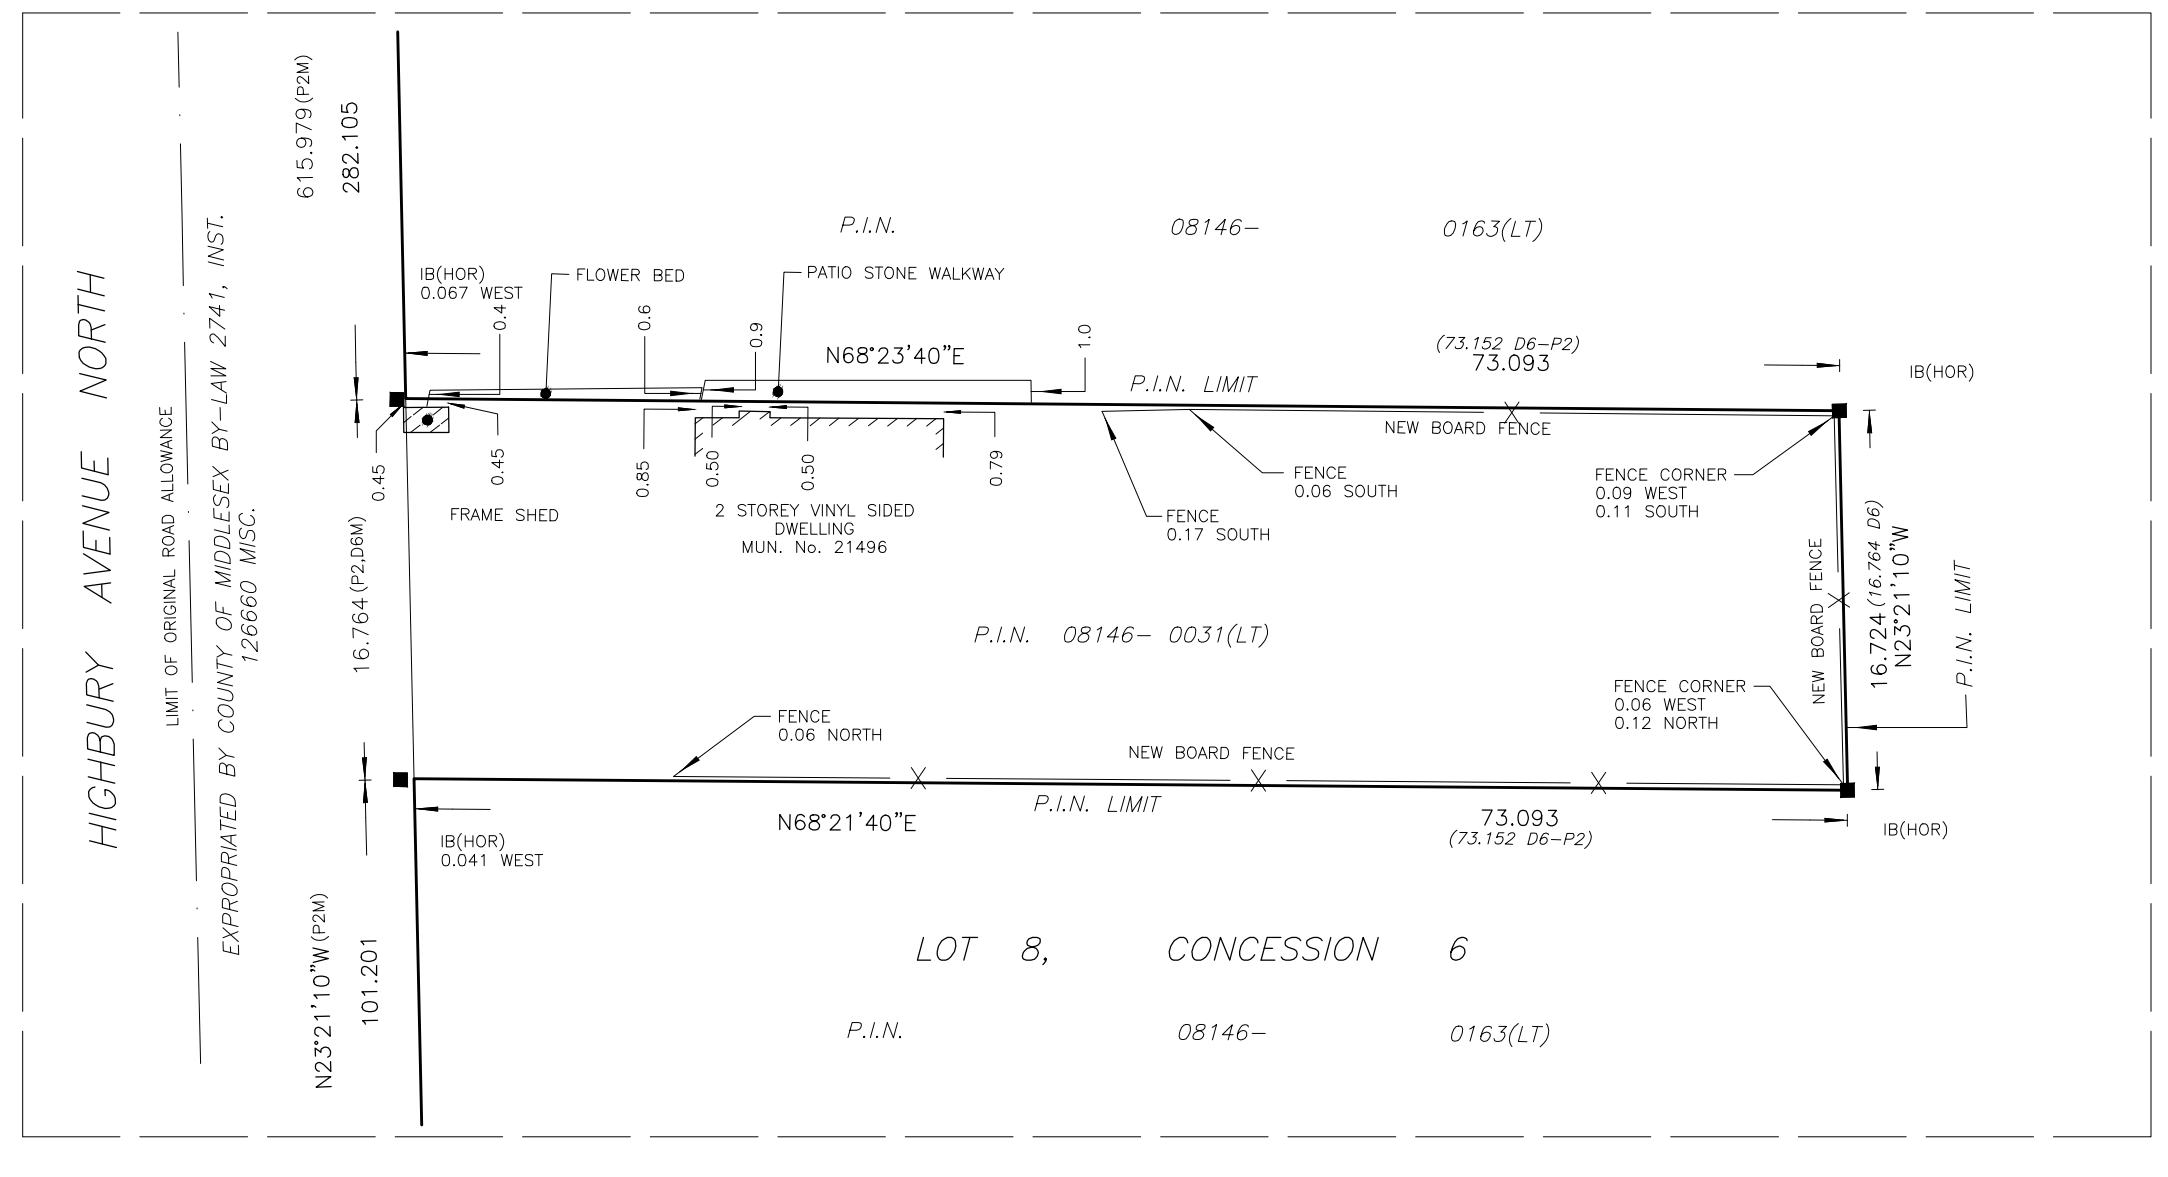 615.979 (P2M)
282.105
P.I.N. 08146- 0163(LT)
IB(HOR)
0.067 WEST
FLOWER BED
PATIO STONE WALKWAY
0.4
0.6
0.9
1.0
N68°23'40"E
(73.152 D6-P2)
73.093
P.I.N. LIMIT
IB(HOR)
HIGHBURY AVENUE NORTH
LIMIT OF ORIGINAL ROAD ALLOWANCE
EXPROPRIATED BY COUNTY OF MIDDLESEX BY-LAW 2741, INST.
126660 MISC.
NEW BOARD FENCE
0.45
0.45
0.85
0.50
0.50
0.79
FRAME SHED
2 STOREY VINYL SIDED
DWELLING
MUN. No. 21496
FENCE
0.06 SOUTH
FENCE
0.17 SOUTH
FENCE CORNER
0.09 WEST
0.11 SOUTH
16.764 (P2,D6M)
P.I.N. 08146- 0031(LT)
NEW BOARD FENCE
16.724 (16.764 D6)
N23°21'10"W
P.I.N. LIMIT
FENCE CORNER
0.06 WEST
0.12 NORTH
FENCE
0.06 NORTH
NEW BOARD FENCE
P.I.N. LIMIT
N68°21'40"E
73.093
(73.152 D6-P2)
IB(HOR)
IB(HOR)
0.041 WEST
N23°21'10"W (P2M)
101.201
LOT 8, CONCESSION 6
P.I.N. 08146- 0163(LT)